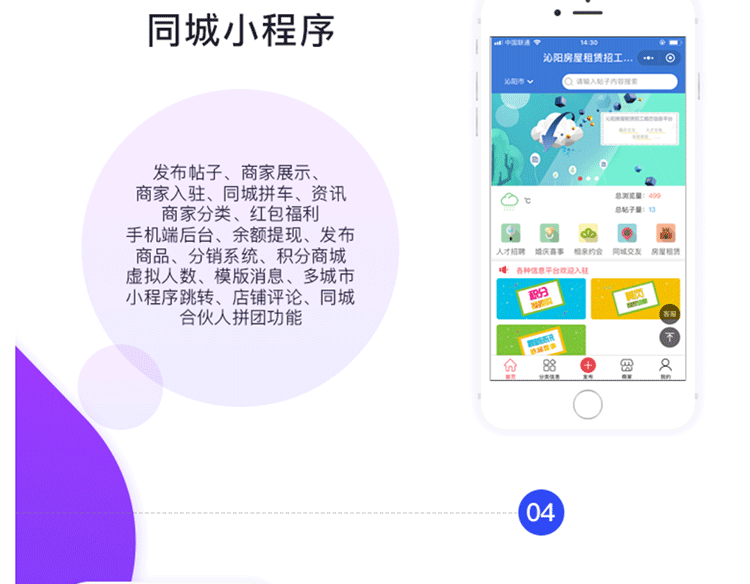 同城小程序
发布帖子、商家展示、
商家入驻、同城拼车、资讯
商家分类、红包福利
手机端后台、余额提现、发布
商品、分销系统、积分商城
虚拟人数、模版消息、多城市
小程序跳转、店铺评论、同城
合伙人拼团功能
中国联通 14:30
沁阳房屋租赁招工...
沁阳市 请输入帖子内容搜索
℃
总浏览量：499
总帖子量：13
人才招聘 婚庆喜事 相亲约会 同城交友 房屋租赁
各种信息平台欢迎入驻
积分
客服
首页 分类信息 发布 商家 我的
04